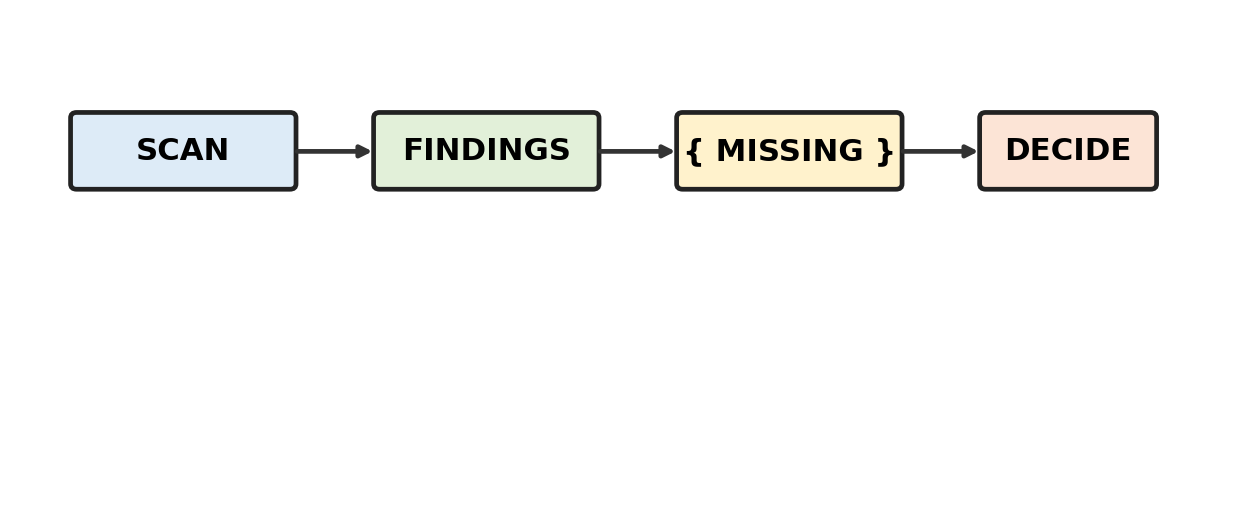 SCAN
FINDINGS
{ MISSING }
DECIDE